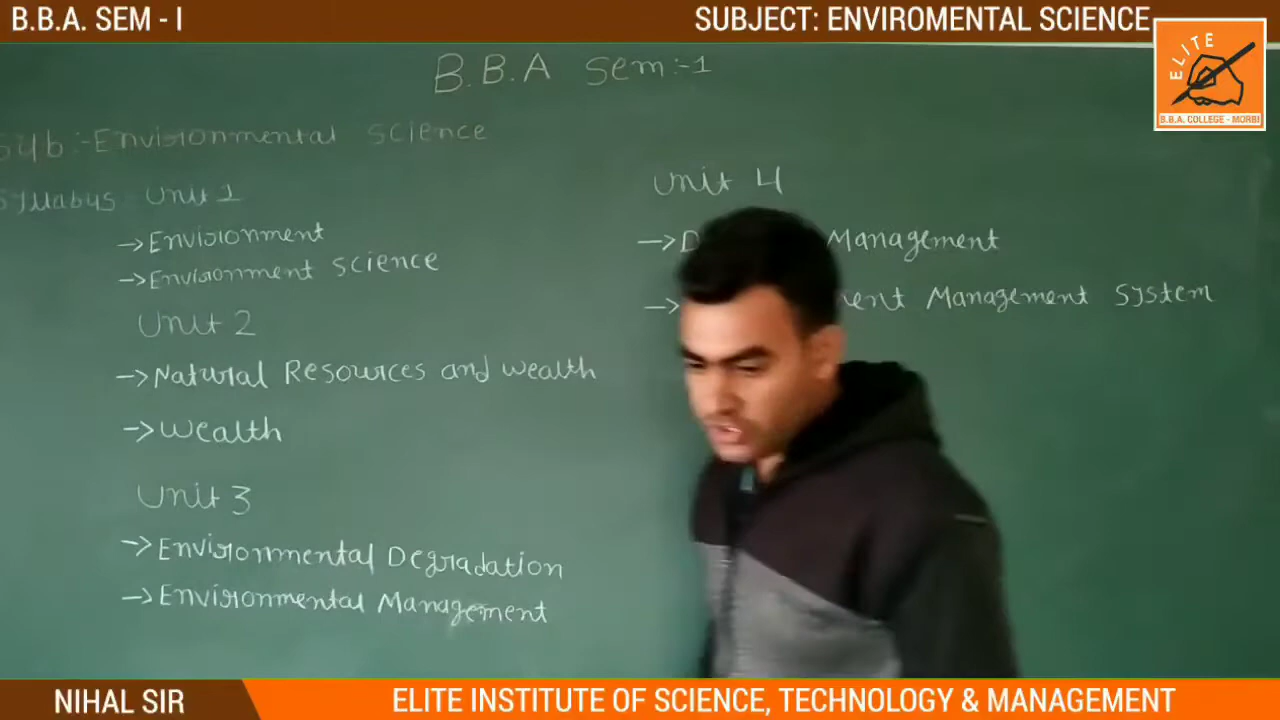 B.B.A. SEM - I
SUBJECT: ENVIROMENTAL SCIENCE
ELITE
B.B.A. COLLEGE - MORBI
B.B.A Sem:-1
Sub:-Environmental Science
Syllabus Unit 1
→Environment
→Environment Science
Unit 2
→Natural Resources and wealth
→Wealth
Unit 3
→Environmental Degradation
→Environmental Management
Unit 4
→ Management
→ Management System
NIHAL SIR
ELITE INSTITUTE OF SCIENCE, TECHNOLOGY & MANAGEMENT